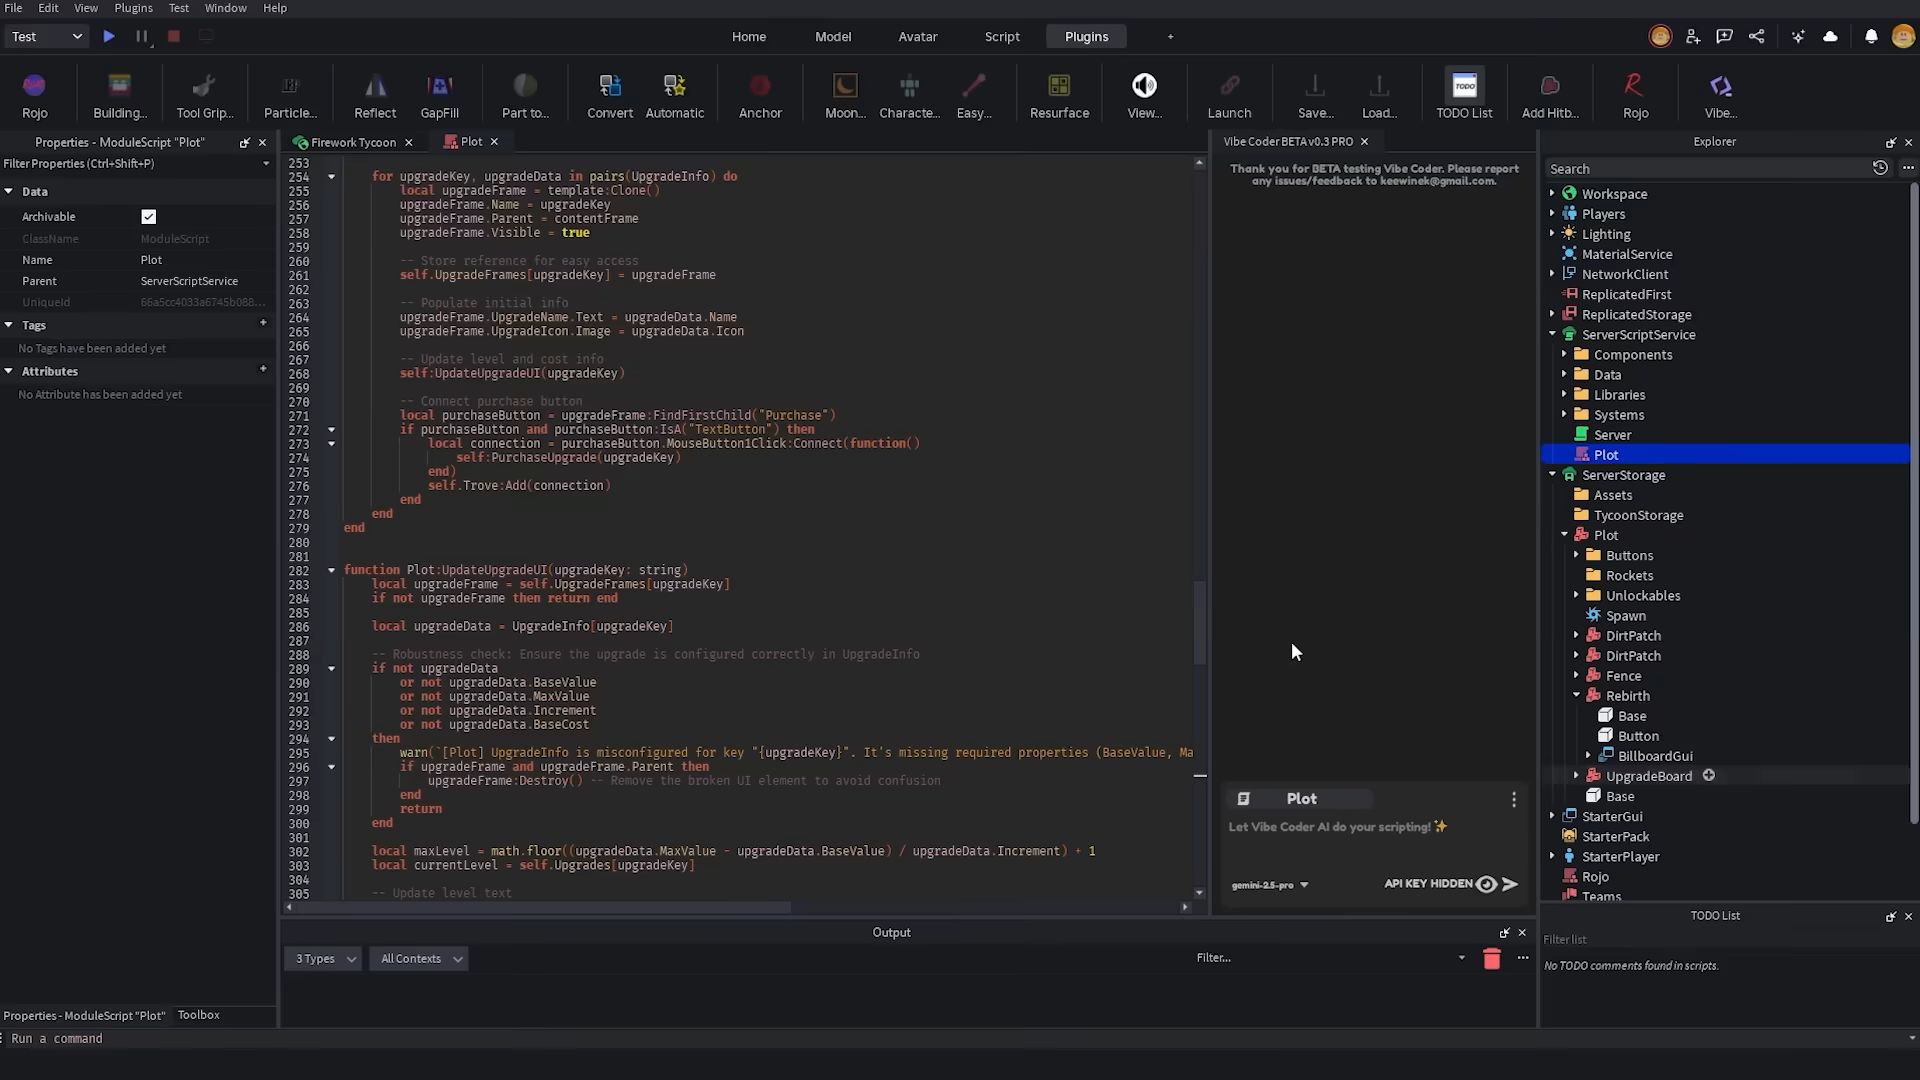 File Edit View Plugins Test Window Help
Test
Home Model Avatar Script Plugins +
Rojo Building... Tool Grip... Particle... Reflect GapFill Part to... Convert Automatic Anchor Moon... Characte... Easy... Resurface View... Launch Save... Load... TODO List Add Hitb... Rojo Vibe...
TODO
Properties - ModuleScript "Plot"
Filter Properties (Ctrl+Shift+P)
Data
Archivable
ClassName ModuleScript
Name Plot
Parent ServerScriptService
UniqueId 66a5cc4033a6745b088...
Tags +
No Tags have been added yet
Attributes +
No Attribute has been added yet
Properties - ModuleScript "Plot" Toolbox
Firework Tycoon Plot
253
254 for upgradeKey, upgradeData in pairs(UpgradeInfo) do
255 local upgradeFrame = template:Clone()
256 upgradeFrame.Name = upgradeKey
257 upgradeFrame.Parent = contentFrame
258 upgradeFrame.Visible = true
259
260 -- Store reference for easy access
261 self.UpgradeFrames[upgradeKey] = upgradeFrame
262
263 -- Populate initial info
264 upgradeFrame.UpgradeName.Text = upgradeData.Name
265 upgradeFrame.UpgradeIcon.Image = upgradeData.Icon
266
267 -- Update level and cost info
268 self:UpdateUpgradeUI(upgradeKey)
269
270 -- Connect purchase button
271 local purchaseButton = upgradeFrame:FindFirstChild("Purchase")
272 if purchaseButton and purchaseButton:IsA("TextButton") then
273 local connection = purchaseButton.MouseButton1Click:Connect(function()
274 self:PurchaseUpgrade(upgradeKey)
275 end)
276 self.Trove:Add(connection)
277 end
278 end
279 end
280
281
282 function Plot:UpdateUpgradeUI(upgradeKey: string)
283 local upgradeFrame = self.UpgradeFrames[upgradeKey]
284 if not upgradeFrame then return end
285
286 local upgradeData = UpgradeInfo[upgradeKey]
287
288 -- Robustness check: Ensure the upgrade is configured correctly in UpgradeInfo
289 if not upgradeData
290 or not upgradeData.BaseValue
291 or not upgradeData.MaxValue
292 or not upgradeData.Increment
293 or not upgradeData.BaseCost
294 then
295 warn(`[Plot] UpgradeInfo is misconfigured for key "{upgradeKey}". It's missing required properties (BaseValue, Ma
296 if upgradeFrame and upgradeFrame.Parent then
297 upgradeFrame:Destroy() -- Remove the broken UI element to avoid confusion
298 end
299 return
300 end
301
302 local maxLevel = math.floor((upgradeData.MaxValue - upgradeData.BaseValue) / upgradeData.Increment) + 1
303 local currentLevel = self.Upgrades[upgradeKey]
304
305 -- Update level text
Vibe Coder BETA v0.3 PRO
Thank you for BETA testing Vibe Coder. Please report
any issues/feedback to keewinek@gmail.com.
Plot
Let Vibe Coder AI do your scripting!✨
gemini-2.5-pro API KEY HIDDEN
Output
3 Types All Contexts Filter...
Run a command
Explorer
Search
Workspace
Players
Lighting
MaterialService
NetworkClient
ReplicatedFirst
ReplicatedStorage
ServerScriptService
Components
Data
Libraries
Systems
Server
Plot
ServerStorage
Assets
TycoonStorage
Plot
Buttons
Rockets
Unlockables
Spawn
DirtPatch
DirtPatch
Fence
Rebirth
Base
Button
BillboardGui
UpgradeBoard
Base
StarterGui
StarterPack
StarterPlayer
Rojo
Teams
TODO List
Filter list
No TODO comments found in scripts.